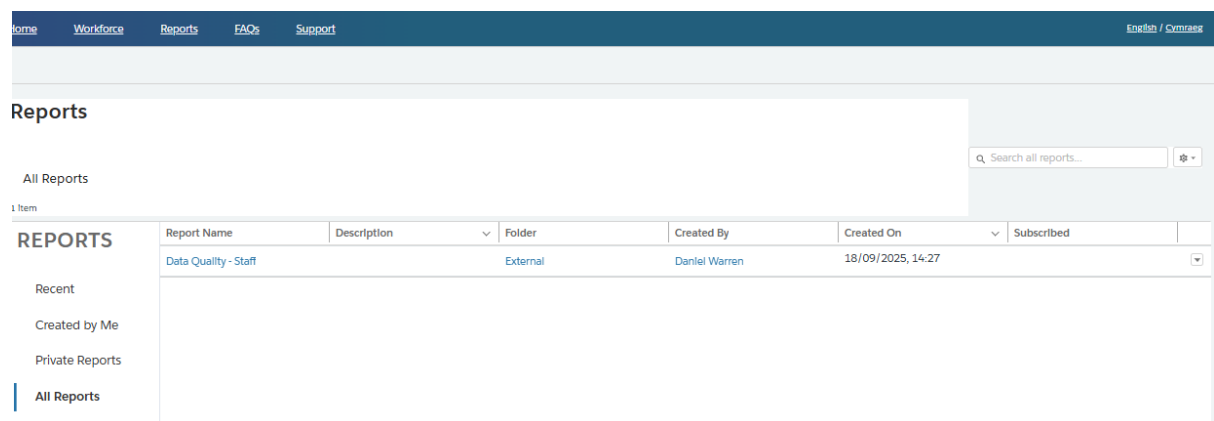 Home Workforce Reports FAQs Support English / Cymraeg
Reports
Search all reports...
All Reports
1 Item
REPORTS
Report Name Description Folder Created By Created On Subscribed
Data Quality - Staff External Daniel Warren 18/09/2025, 14:27
Recent
Created by Me
Private Reports
All Reports